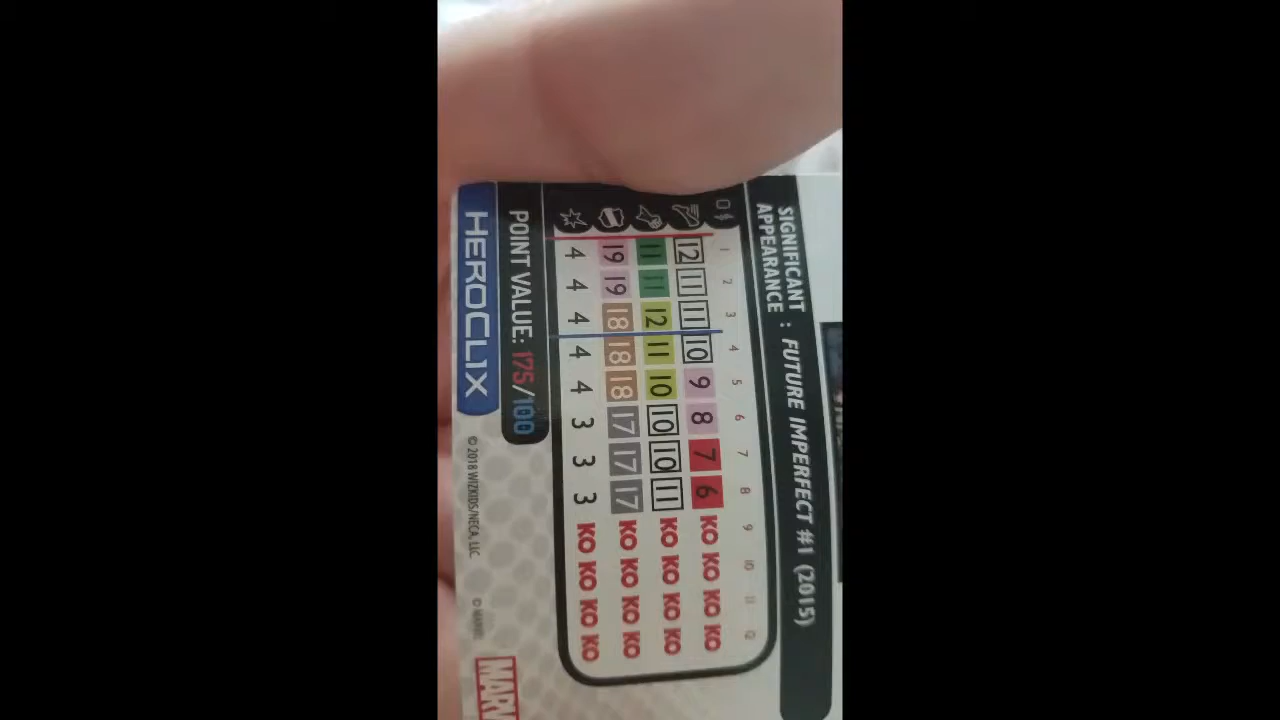 SIGNIFICANT
APPEARANCE : FUTURE IMPERFECT #1 (2015)
0 1 2 3 4 5 6 7 8 9 10 11 12
12 11 11 10 9 8 7 6 KO KO KO KO
11 11 12 11 10 10 10 11 KO KO KO KO
19 19 18 18 18 17 17 17 KO KO KO KO
4 4 4 4 4 3 3 3 KO KO KO KO
POINT VALUE: 175/100
HEROCLIX © 2018 WIZKIDS/NECA, LLC. © MARVEL MARV